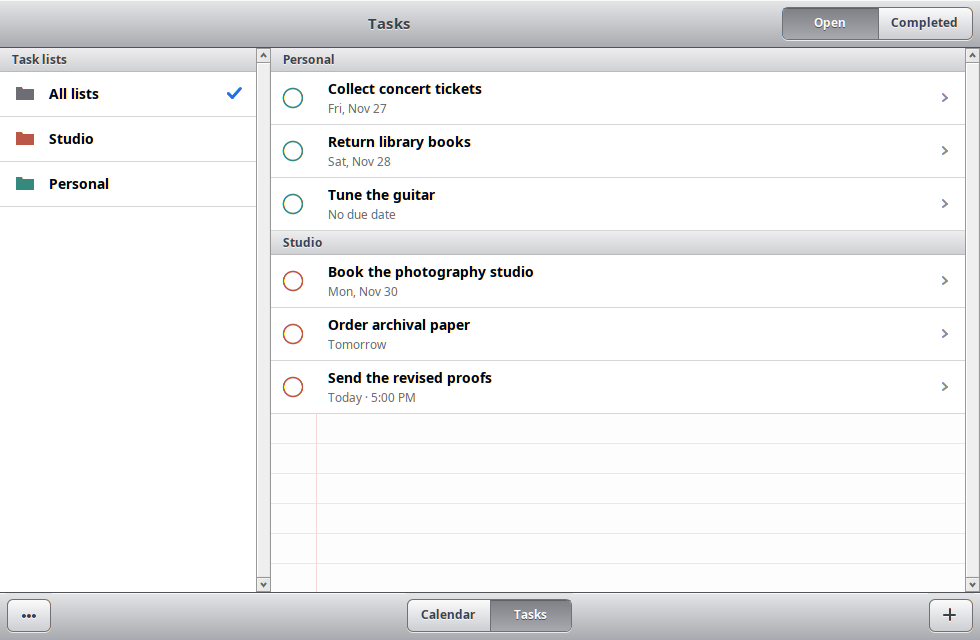 Tasks
Open
Completed
Task lists
All lists
Studio
Personal
Personal
Collect concert tickets
Fri, Nov 27
Return library books
Sat, Nov 28
Tune the guitar
No due date
Studio
Book the photography studio
Mon, Nov 30
Order archival paper
Tomorrow
Send the revised proofs
Today · 5:00 PM
Calendar
Tasks